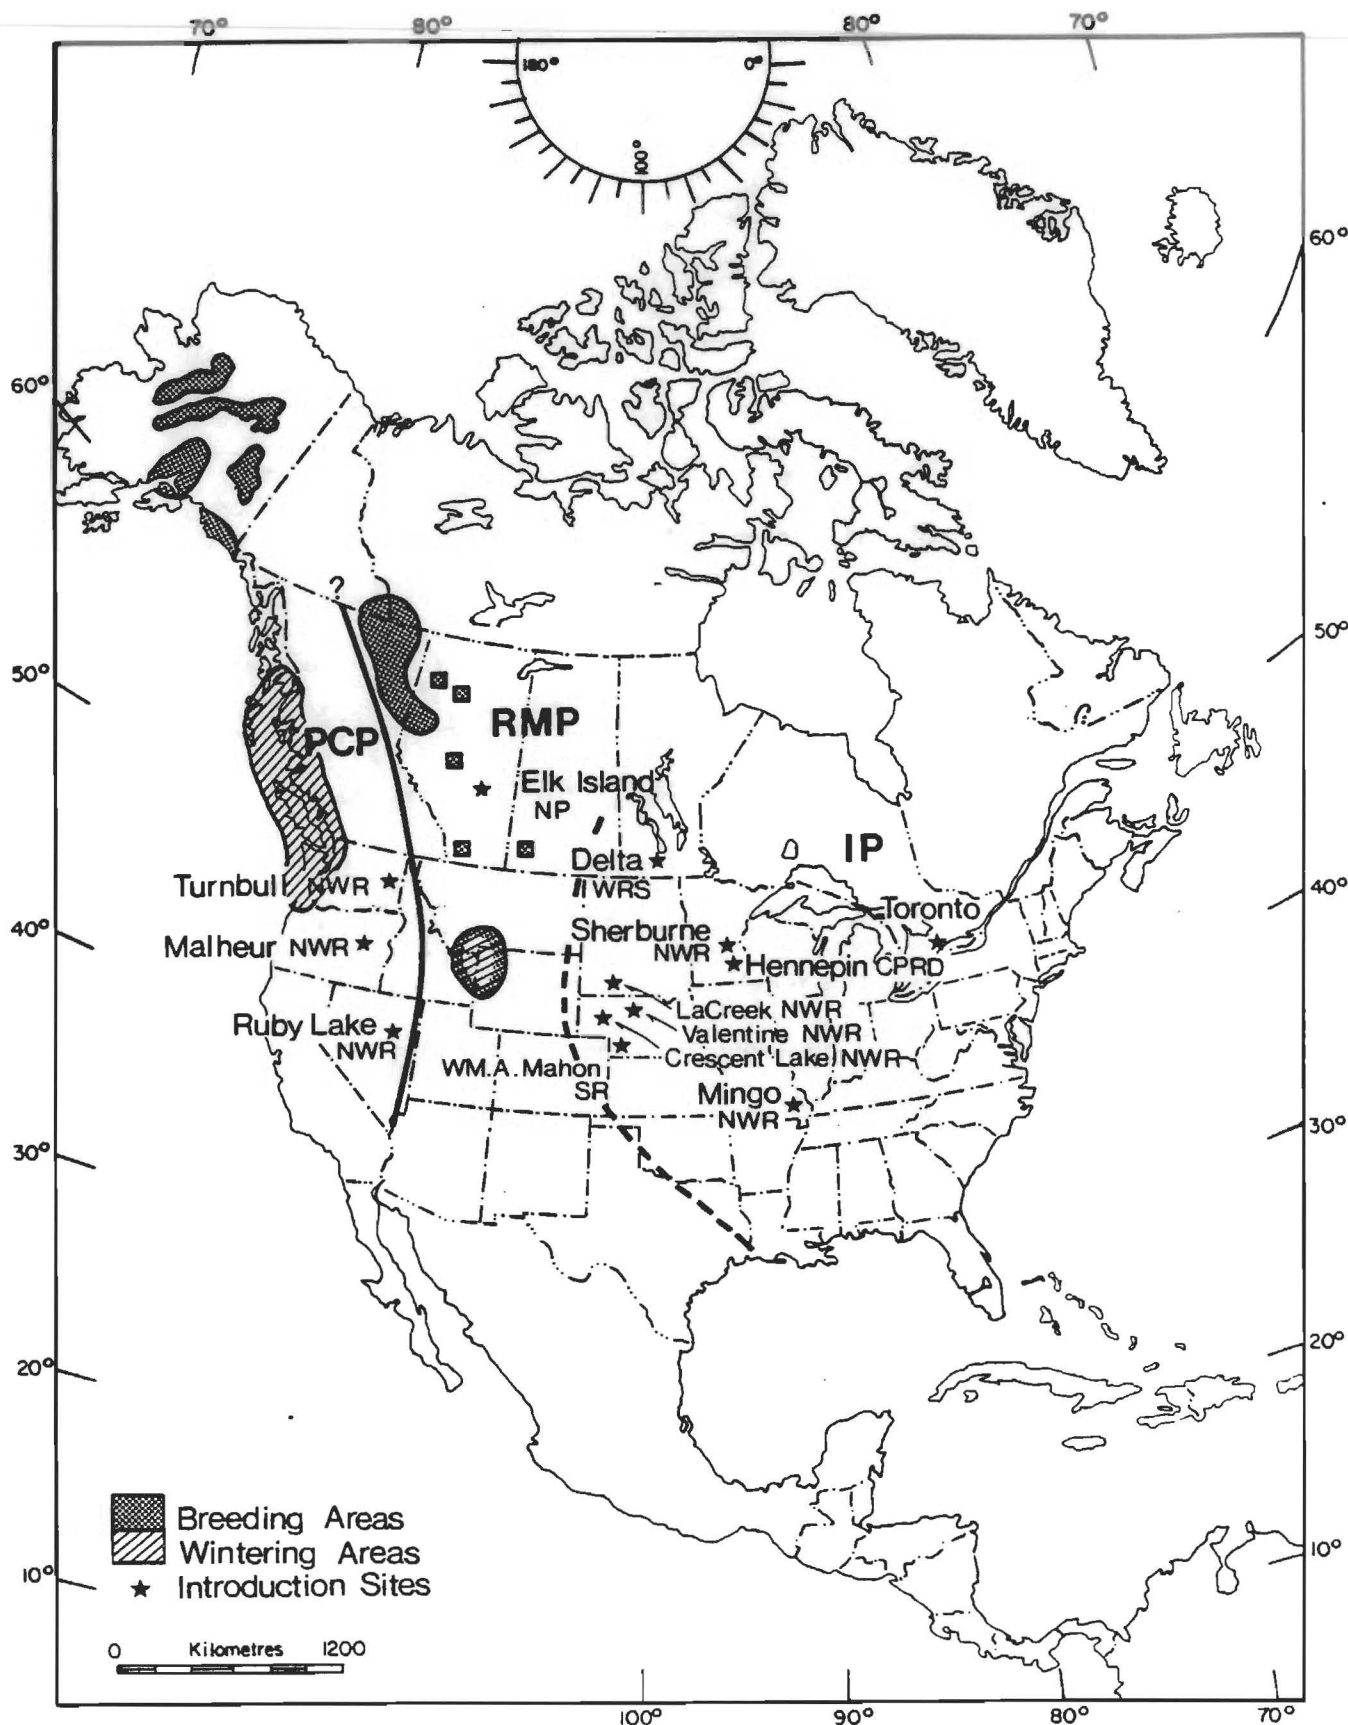 70° 80° 80° 70°
180° 0°
100°
60°
60°
?
50°
50°
RMP
PCP
?
Elk Island
NP
IP
Delta
WRS
Turnbull NWR
40°
Toronto
40°
Sherburne
NWR
Malheur NWR
Hennepin CPRD
LaCreek NWR
Ruby Lake
NWR
Valentine NWR
Crescent Lake NWR
WM.A. Mahon
SR
Mingo
NWR
30°
30°
20°
20°
Breeding Areas
Wintering Areas
Introduction Sites
10°
10°
0 Kilometres 1200
100° 90° 80° 70°